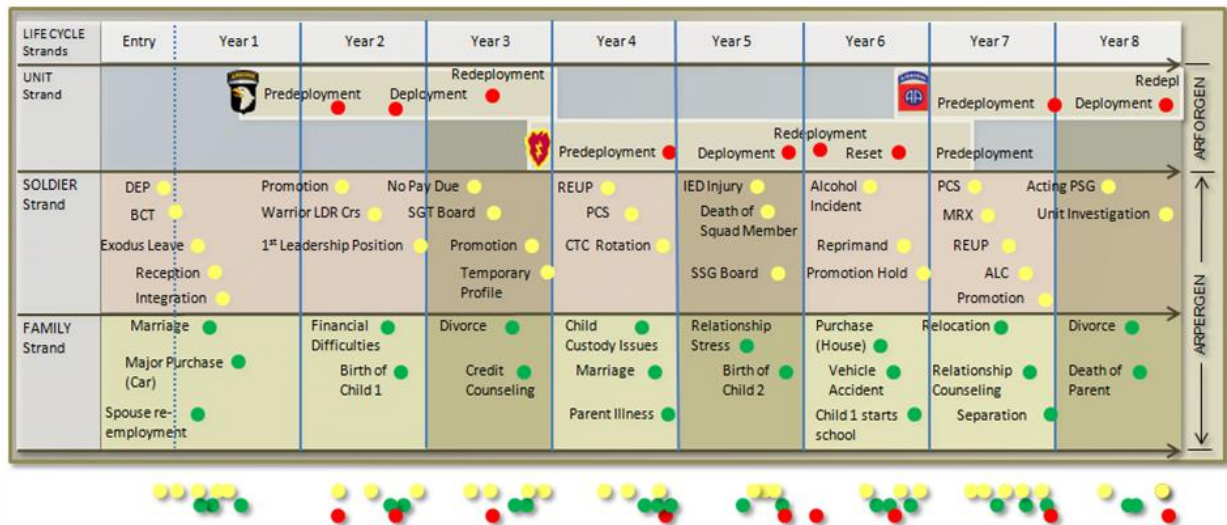 LIFE CYCLE
Strands
Entry
Year 1
Year 2
Year 3
Year 4
Year 5
Year 6
Year 7
Year 8
UNIT
Strand
Redeployment
Predeployment
Deployment
Redepl
Predeployment
Deployment
Redeployment
Predeployment
Deployment
Reset
Predeployment
ARFORGEN
SOLDIER
Strand
DEP
Promotion
No Pay Due
REUP
IED Injury
Alcohol
Incident
PCS
Acting PSG
BCT
Warrior LDR Crs
SGT Board
PCS
Death of
Squad Member
MRX
Unit Investigation
Exodus Leave
1st Leadership Position
Promotion
CTC Rotation
Reprimand
REUP
Reception
Temporary
Profile
SSG Board
Promotion Hold
ALC
Integration
Promotion
ARPERGEN
FAMILY
Strand
Marriage
Financial
Difficulties
Divorce
Child
Custody Issues
Relationship
Stress
Purchase
(House)
Relocation
Divorce
Major Purchase
(Car)
Birth of
Child 1
Credit
Counseling
Marriage
Birth of
Child 2
Vehicle
Accident
Relationship
Counseling
Death of
Parent
Spouse re-
employment
Parent Illness
Child 1 starts
school
Separation